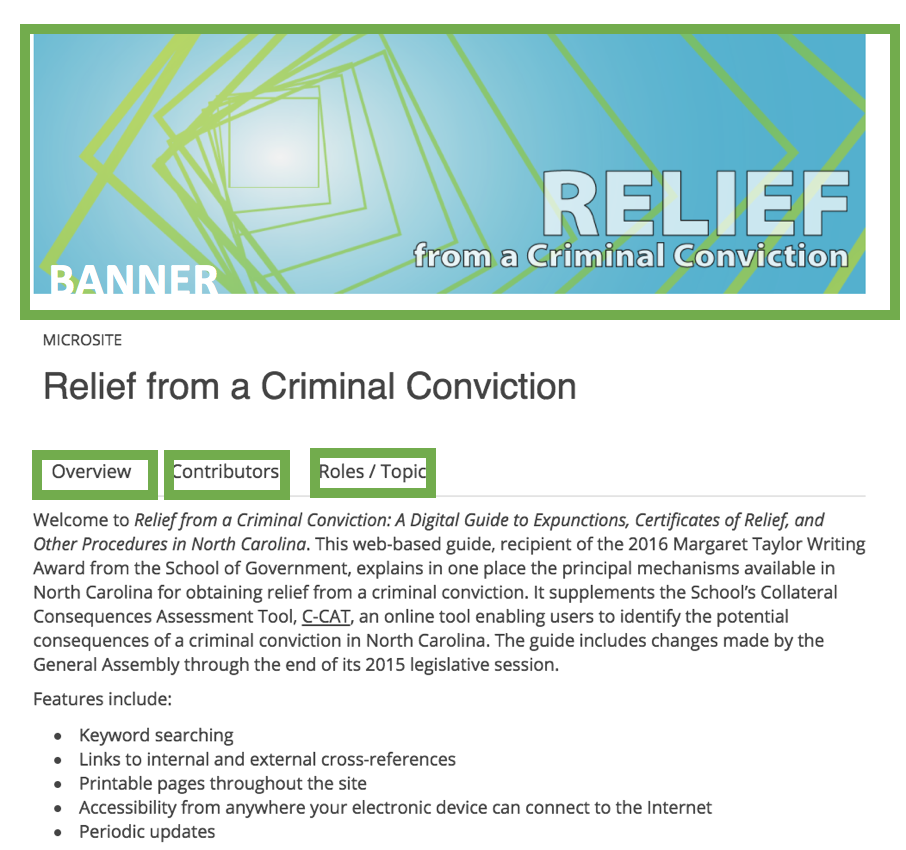 RELIEF
from a Criminal Conviction
BANNER
MICROSITE
Relief from a Criminal Conviction
Overview Contributors Roles / Topic
Welcome to Relief from a Criminal Conviction: A Digital Guide to Expunctions, Certificates of Relief, and
Other Procedures in North Carolina. This web-based guide, recipient of the 2016 Margaret Taylor Writing
Award from the School of Government, explains in one place the principal mechanisms available in
North Carolina for obtaining relief from a criminal conviction. It supplements the School’s Collateral
Consequences Assessment Tool, C-CAT, an online tool enabling users to identify the potential
consequences of a criminal conviction in North Carolina. The guide includes changes made by the
General Assembly through the end of its 2015 legislative session.
Features include:
• Keyword searching
• Links to internal and external cross-references
• Printable pages throughout the site
• Accessibility from anywhere your electronic device can connect to the Internet
• Periodic updates